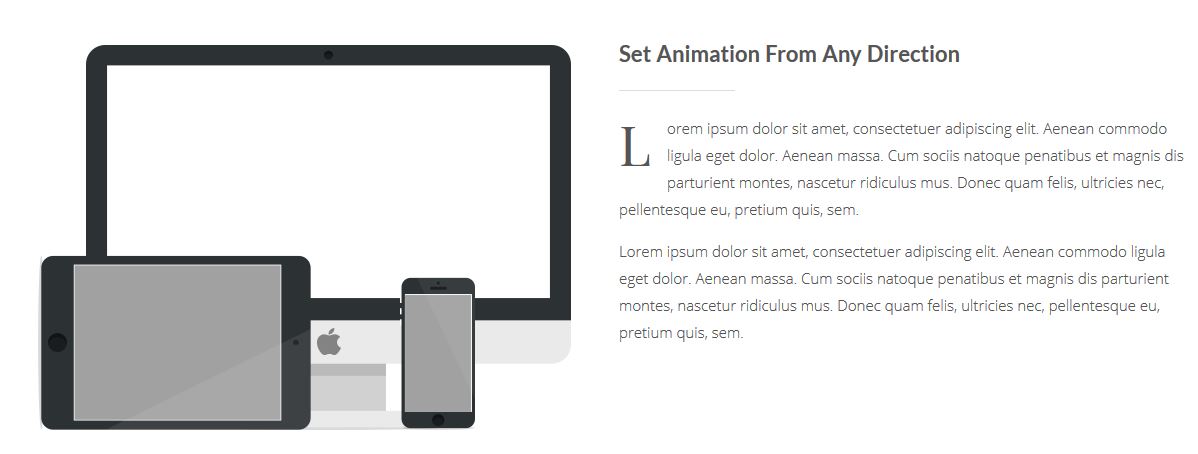 Set Animation From Any Direction
Lorem ipsum dolor sit amet, consectetuer adipiscing elit. Aenean commodo
ligula eget dolor. Aenean massa. Cum sociis natoque penatibus et magnis dis
parturient montes, nascetur ridiculus mus. Donec quam felis, ultricies nec,
pellentesque eu, pretium quis, sem.
Lorem ipsum dolor sit amet, consectetuer adipiscing elit. Aenean commodo ligula
eget dolor. Aenean massa. Cum sociis natoque penatibus et magnis dis parturient
montes, nascetur ridiculus mus. Donec quam felis, ultricies nec, pellentesque eu,
pretium quis, sem.